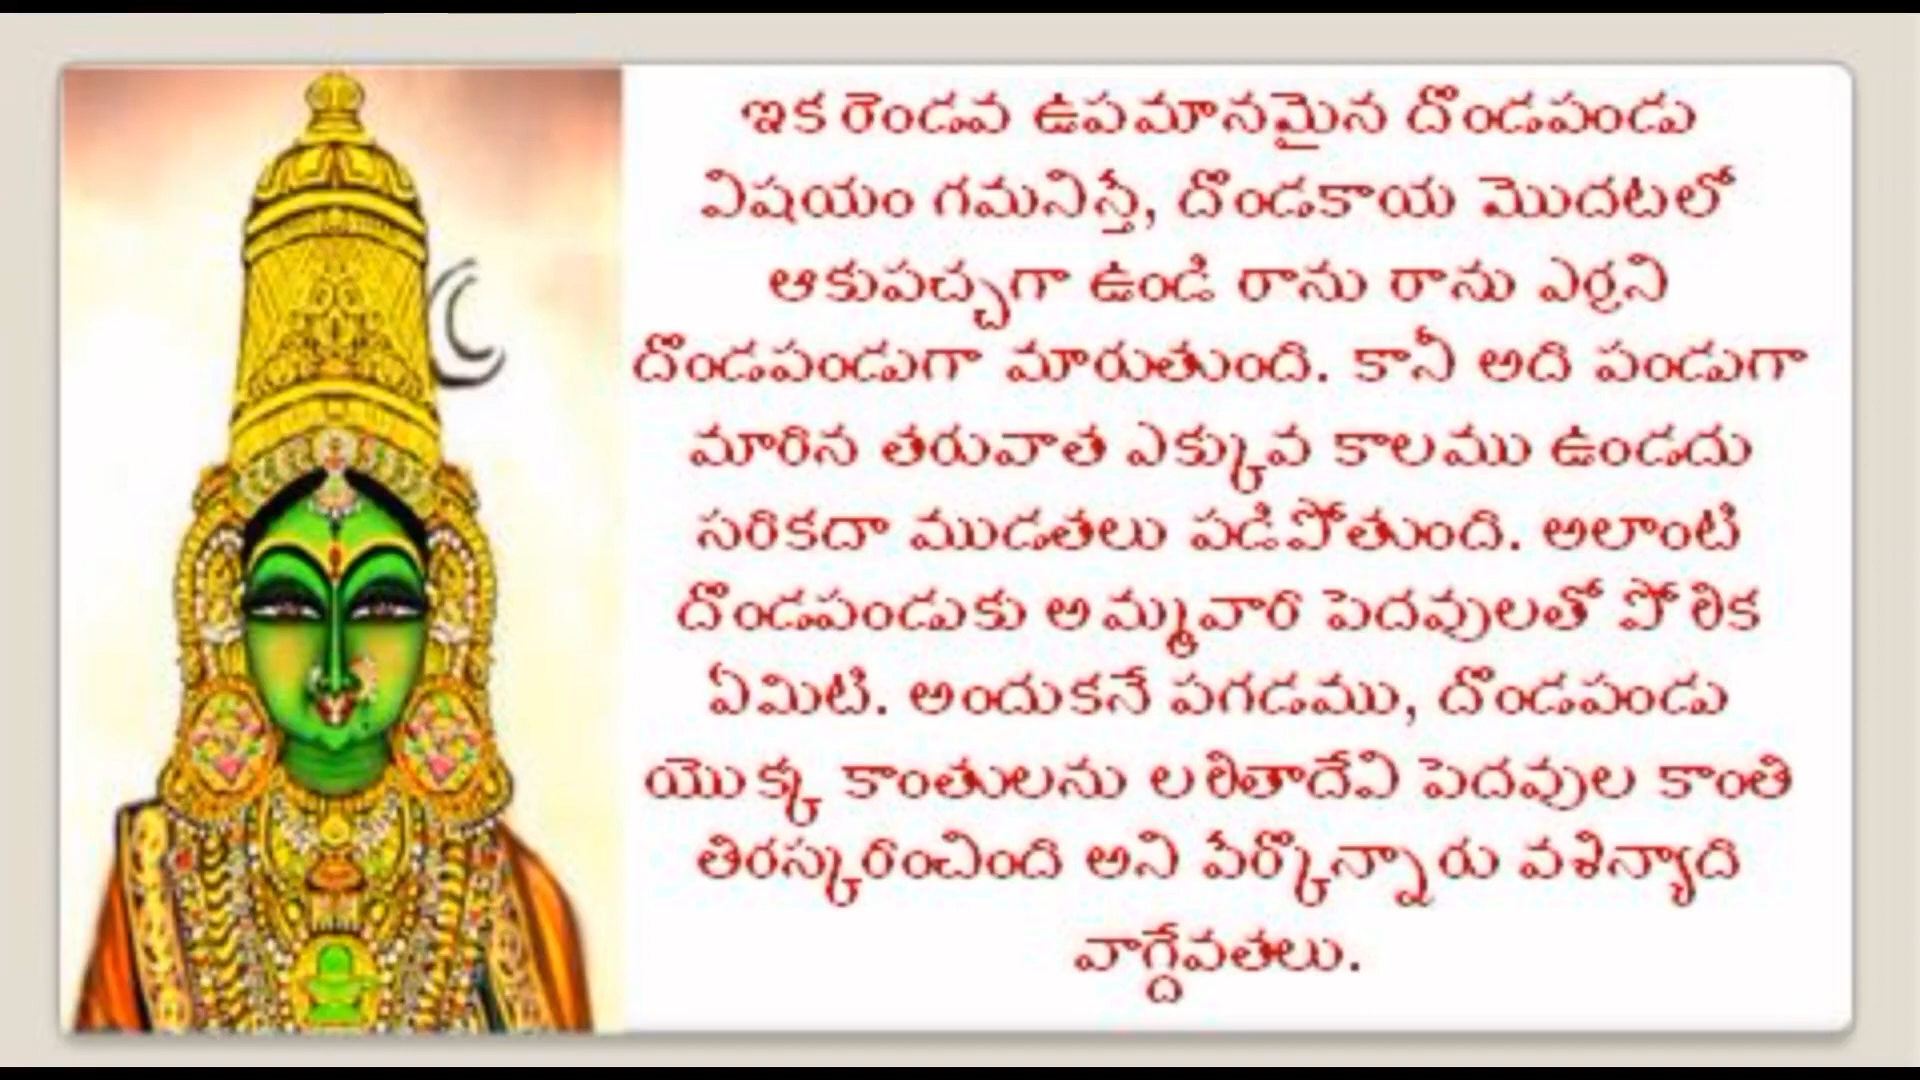 ఇక రెండవ ఉపమానమైన దొండపండు
విషయం గమనిస్తే, దొండకాయ మొదటలో
ఆకుపచ్చగా ఉండి రాను రాను ఎర్రని
దొండపండుగా మారుతుంది. కానీ అది పండుగా
మారిన తరువాత ఎక్కువ కాలము ఉండదు
సరికదా ముడతలు పడిపోతుంది. అలాంటి
దొండపండుకు అమ్మవారి పెదవులతో పోలిక
ఏమిటి. అందుకనే పగడము, దొండపండు
యొక్క కాంతులను లలితాదేవి పెదవుల కాంతి
తిరస్కరించింది అని పేర్కొన్నారు వశిన్యాది
వాగ్దేవతలు.